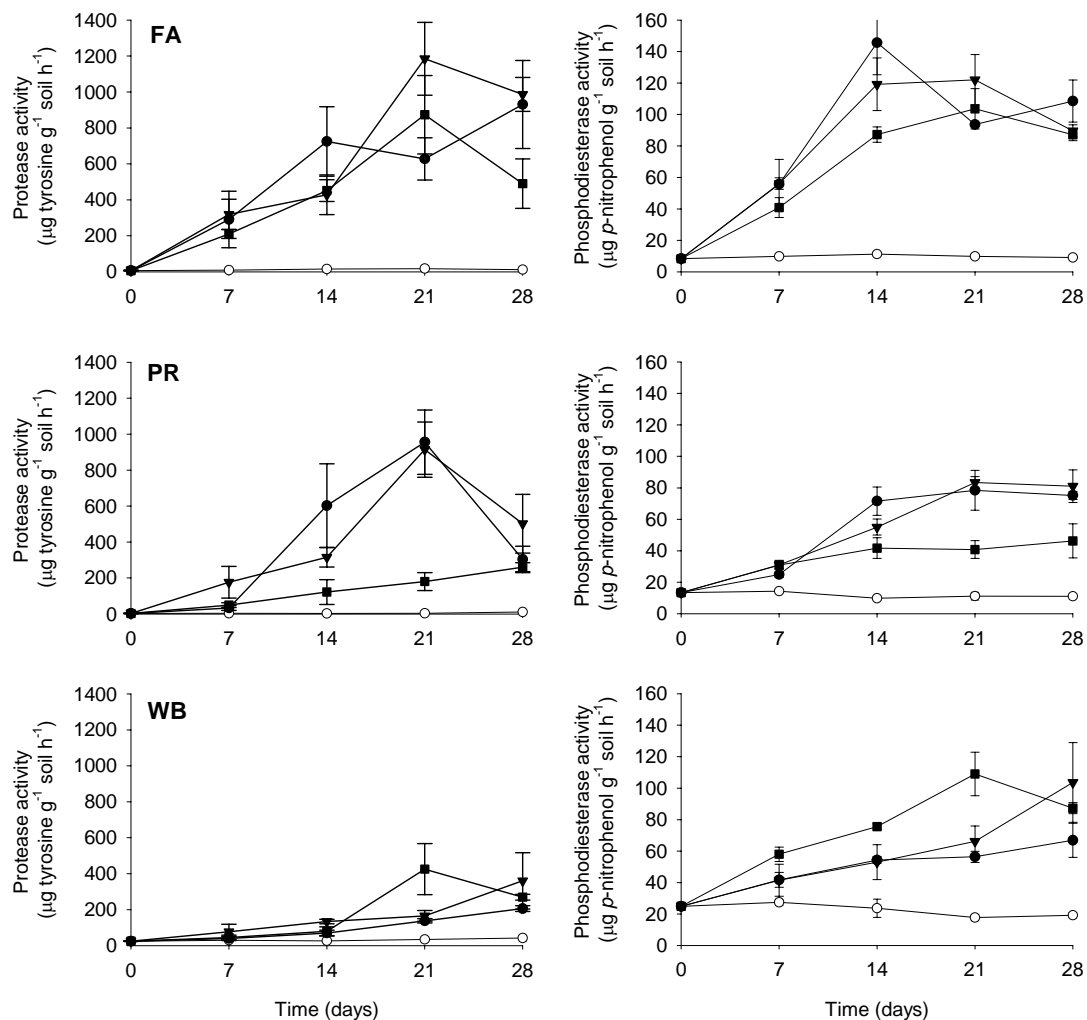 FA
Protease activity
(µg tyrosine g⁻¹ soil h⁻¹)
1400
1200
1000
800
600
400
200
0
0 7 14 21 28
Phosphodiesterase activity
(µg p-nitrophenol g⁻¹ soil h⁻¹)
160
140
120
100
80
60
40
20
0
0 7 14 21 28
PR
Protease activity
(µg tyrosine g⁻¹ soil h⁻¹)
1400
1200
1000
800
600
400
200
0
0 7 14 21 28
Phosphodiesterase activity
(µg p-nitrophenol g⁻¹ soil h⁻¹)
160
140
120
100
80
60
40
20
0
0 7 14 21 28
WB
Protease activity
(µg tyrosine g⁻¹ soil h⁻¹)
1400
1200
1000
800
600
400
200
0
0 7 14 21 28
Time (days)
Phosphodiesterase activity
(µg p-nitrophenol g⁻¹ soil h⁻¹)
160
140
120
100
80
60
40
20
0
0 7 14 21 28
Time (days)